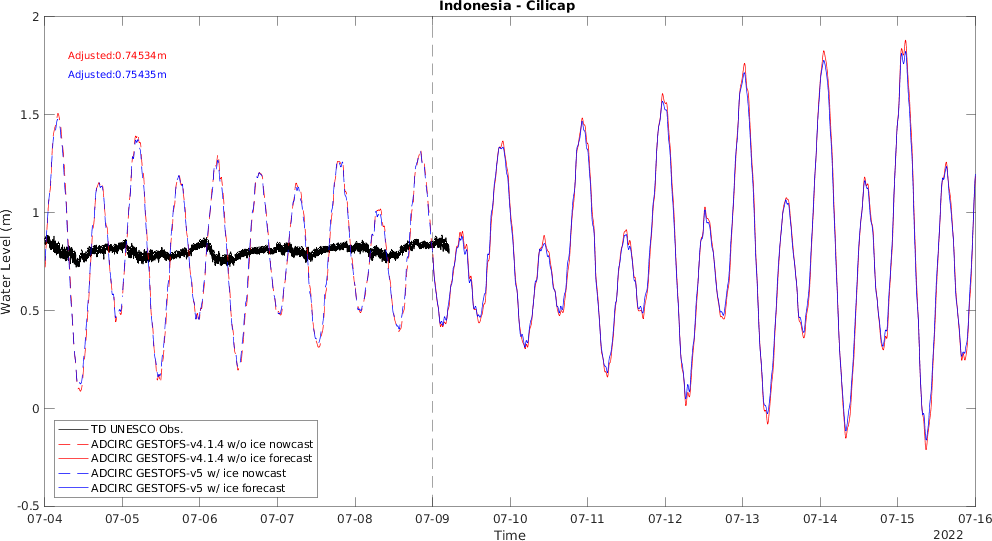 Indonesia - Cilicap
Adjusted:0.74534m
Adjusted:0.75435m
Water Level (m)
2
1.5
1
0.5
0
-0.5
TD UNESCO Obs.
ADCIRC GESTOFS-v4.1.4 w/o ice nowcast
ADCIRC GESTOFS-v4.1.4 w/o ice forecast
ADCIRC GESTOFS-v5 w/ ice nowcast
ADCIRC GESTOFS-v5 w/ ice forecast
07-04 07-05 07-06 07-07 07-08 07-09 07-10 07-11 07-12 07-13 07-14 07-15 07-16
Time
2022